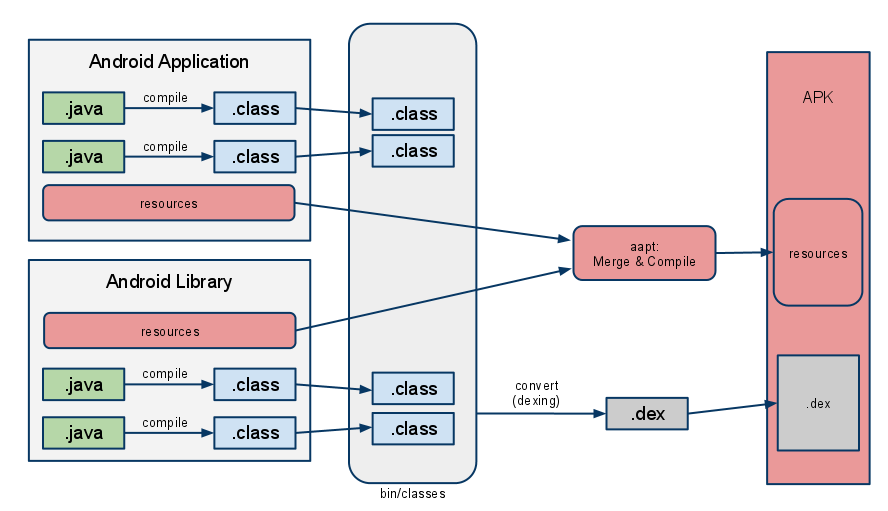 Android Application
.java
compile
.class
.java
compile
.class
resources
Android Library
resources
.java
compile
.class
.java
compile
.class
.class
.class
.class
.class
bin/classes
aapt:
Merge & Compile
convert
(dexing)
.dex
APK
resources
.dex